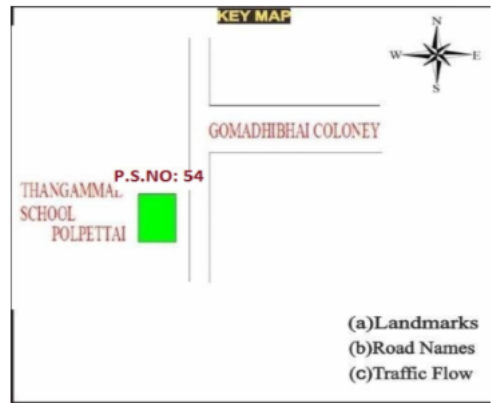 KEY MAP
N
W E
S
GOMADHIBHAI COLONEY
P.S.NO: 54
THANGAMMAL
SCHOOL
POLPETTAI
(a)Landmarks
(b)Road Names
(c)Traffic Flow